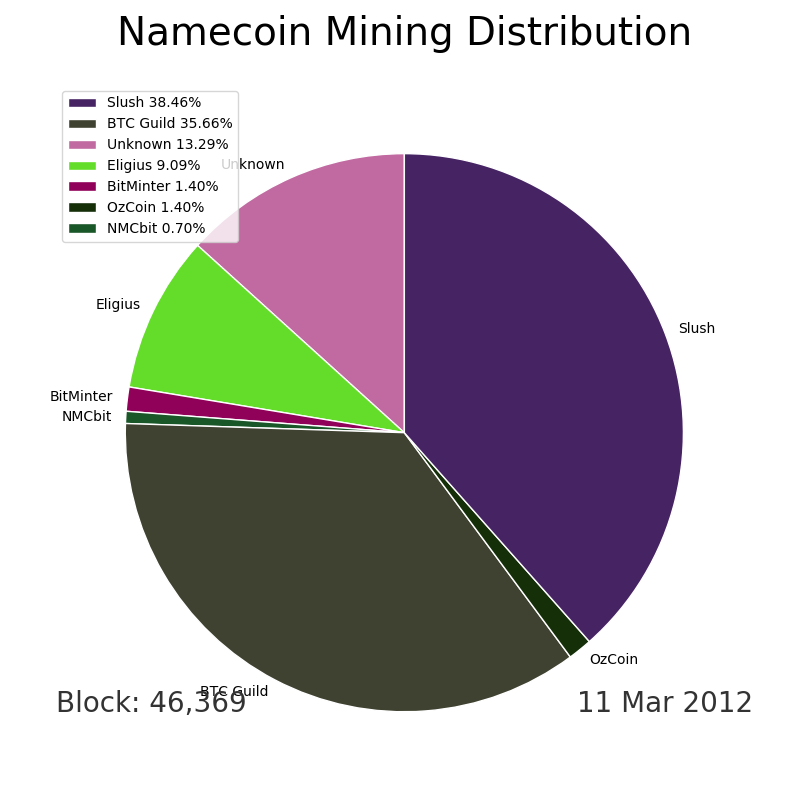 Namecoin Mining Distribution
Slush 38.46%
BTC Guild 35.66%
Unknown 13.29%
Eligius 9.09%
BitMinter 1.40%
OzCoin 1.40%
NMCbit 0.70%
Unknown
Eligius
Slush
BitMinter
NMCbit
OzCoin
BTC Guild
Block: 46,369
11 Mar 2012